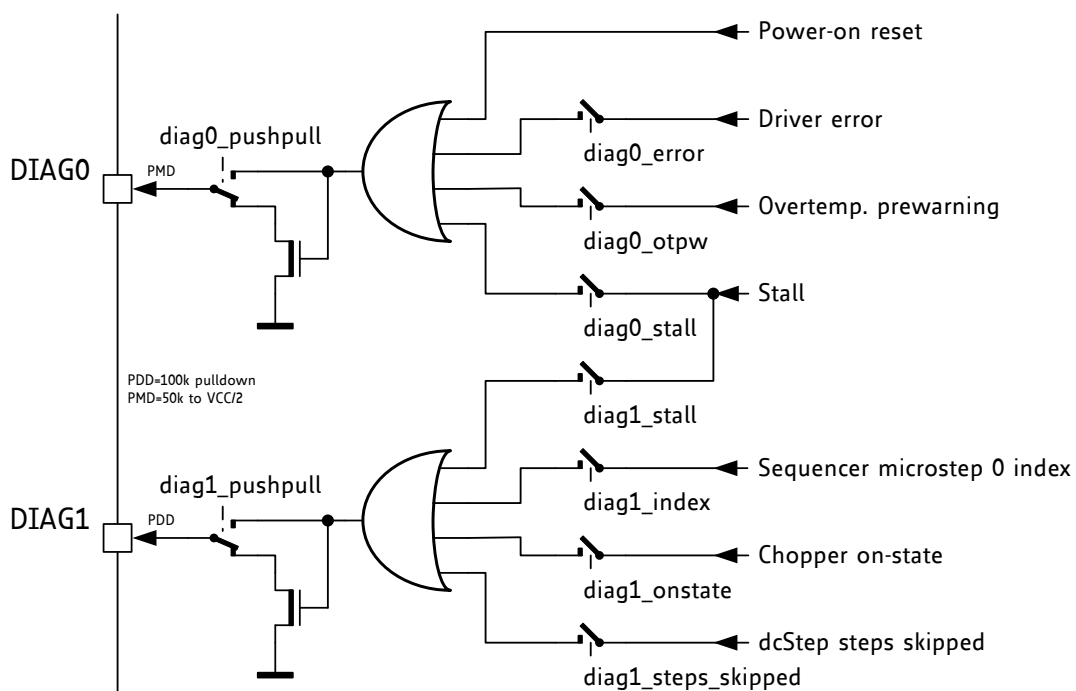 Power-on reset
Driver error
diag0_pushpull
diag0_error
DIAG0
PMD
Overtemp. prewarning
diag0_otpw
Stall
diag0_stall
PDD=100k pulldown
PMD=50k to VCC/2
diag1_stall
Sequencer microstep 0 index
diag1_pushpull
diag1_index
DIAG1
PDD
Chopper on-state
diag1_onstate
dcStep steps skipped
diag1_steps_skipped